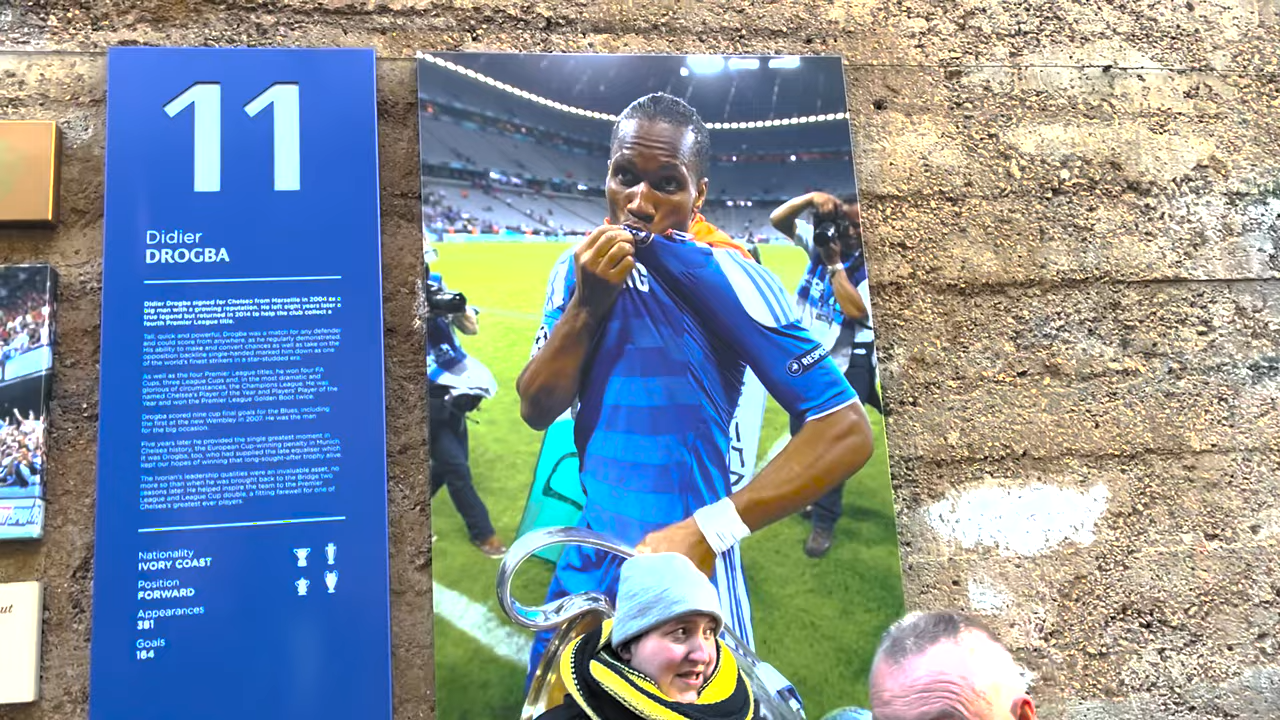 11
Didier
DROGBA
Didier Drogba signed for Chelsea from Marseille in 2004 as a
big man with a growing reputation. He left eight years later a
true legend but returned in 2014 to help the club collect a
fourth Premier League title.
Tall, quick and powerful, Drogba was a match for any defender
and could score from anywhere, as he regularly demonstrated.
His ability to make and convert chances as well as take on the
opposition backline single-handed marked him down as one
of the world's finest strikers in a star-studded era.
As well as the four Premier League titles, he won four FA
Cups, three League Cups and, in the most dramatic and
glorious of circumstances, the Champions League. He was
named Chelsea's Player of the Year and Players' Player of the
Year and won the Premier League Golden Boot twice.
Drogba scored nine cup final goals for the Blues, including
the first at the new Wembley in 2007. He was the man
for the big occasion.
Five years later he provided the single greatest moment in
Chelsea history, the European Cup-winning penalty in Munich.
It was Drogba, too, who had supplied the late equaliser which
kept our hopes of winning that long-sought-after trophy alive.
The Ivorian's leadership qualities were an invaluable asset, no
more so than when he was brought back to the Bridge two
seasons later. He helped inspire the team to the Premier
League and League Cup double, a fitting farewell for one of
Chelsea's greatest ever players.
Nationality
IVORY COAST
Position
FORWARD
Appearances
381
Goals
164
RESPECT
out